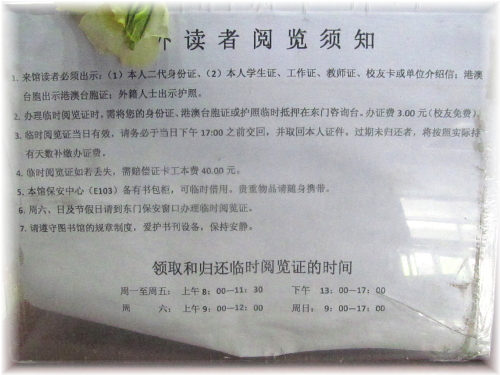 外读者阅览须知
1. 来馆读者必须出示：（1）本人二代身份证、（2）本人学生证、工作证、教师证、校友卡或单位介绍信；港澳
台胞出示港澳台胞证；外籍人士出示护照。
2. 办理临时阅览证时，需将您的身份证、港澳台胞证或护照临时抵押在东门咨询台。办证费 3.00 元（校友免费）
3. 临时阅览证当日有效，请务必于当日下午 17:00 之前交回，并取回本人证件。过期未归还者，将按照实际持
有天数补缴办证费。
4. 临时阅览证如若丢失，需赔偿证卡工本费 40.00 元。
5. 本馆保安中心（E103）备有书包柜，可临时借用，贵重物品请随身携带。
6. 周六、日及节假日请到东门保安窗口办理临时阅览证。
7. 请遵守图书馆的规章制度，爱护书刊设备，保持安静。
领取和归还临时阅览证的时间
周一至周五： 上午 8：00—11：30 下午 13：00—17：00
周 六： 上午 9：00—12：00 周日： 9：00—17：00